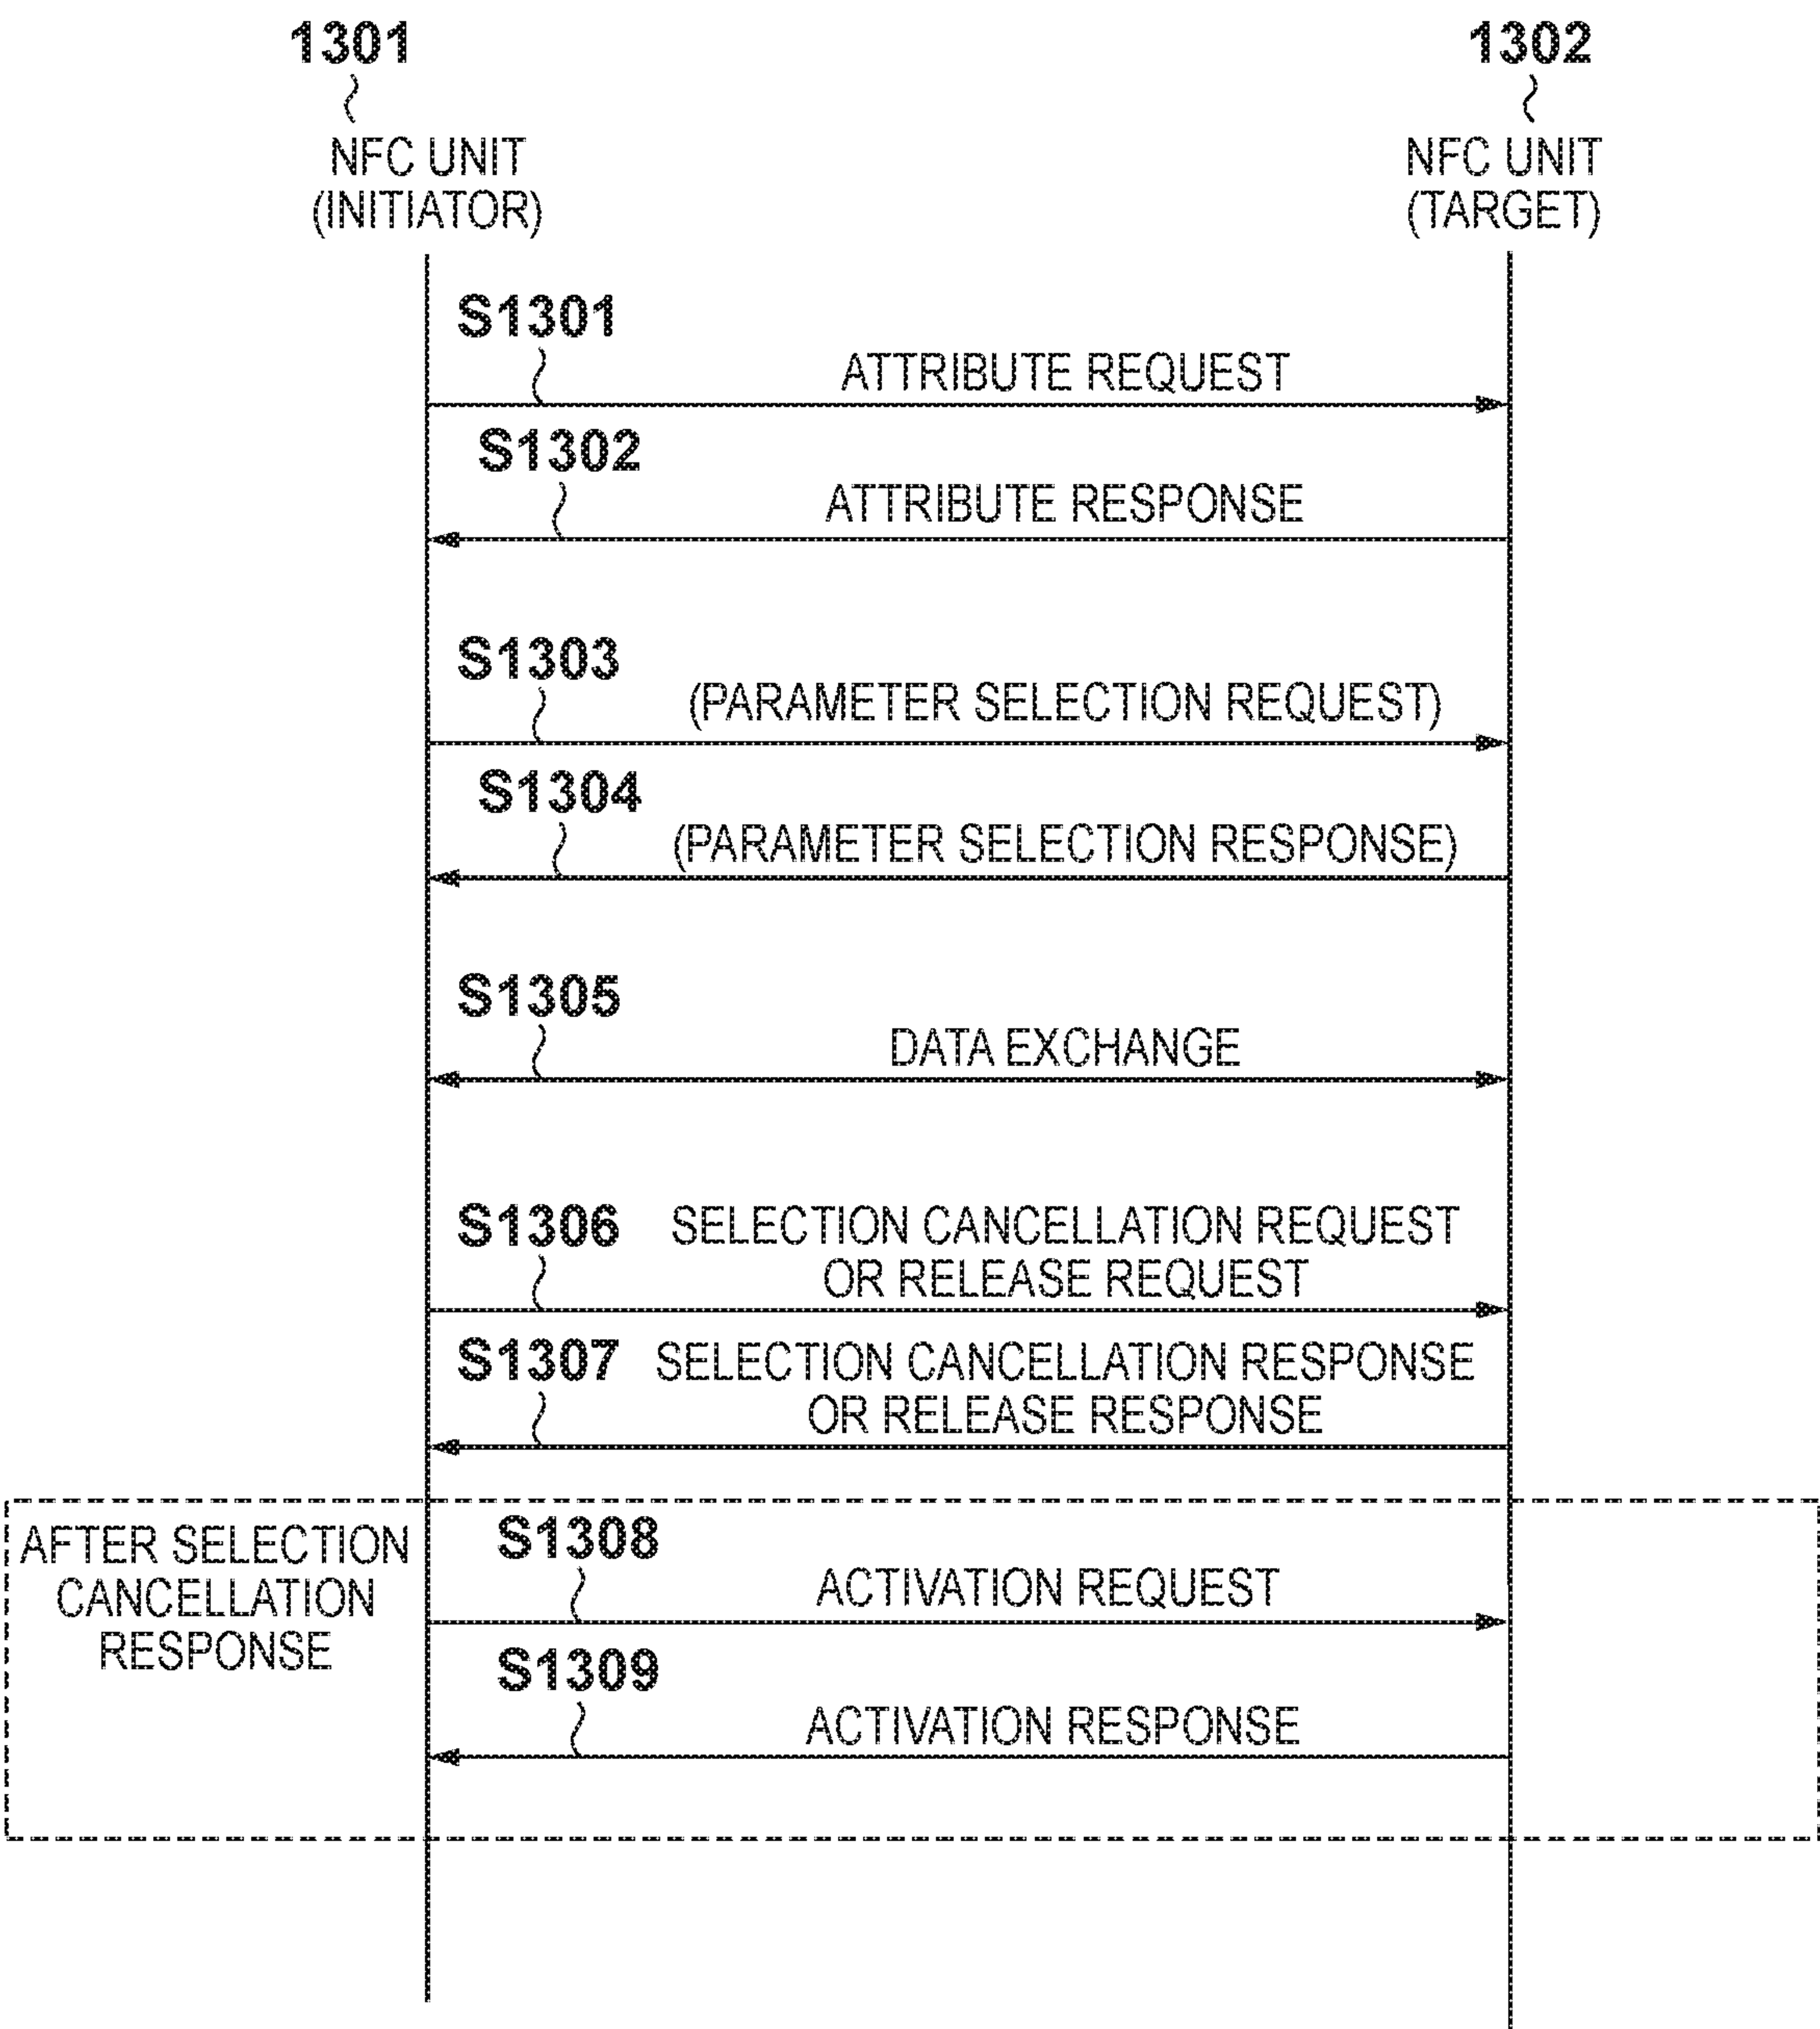 1301
1302
NFC UNIT
(INITIATOR)
NFC UNIT
(TARGET)
S1301
ATTRIBUTE REQUEST
S1302
ATTRIBUTE RESPONSE
S1303
(PARAMETER SELECTION REQUEST)
S1304
(PARAMETER SELECTION RESPONSE)
S1305
DATA EXCHANGE
S1306
SELECTION CANCELLATION REQUEST
OR RELEASE REQUEST
S1307
SELECTION CANCELLATION RESPONSE
OR RELEASE RESPONSE
AFTER SELECTION
CANCELLATION
RESPONSE
S1308
ACTIVATION REQUEST
S1309
ACTIVATION RESPONSE